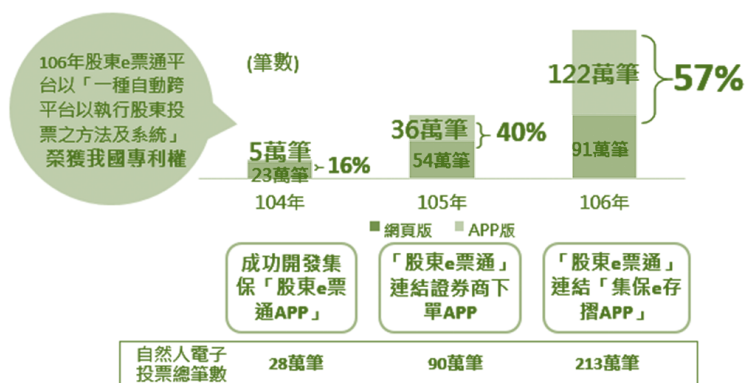 106年股東e票通平
台以「一種自動跨
平台以執行股東投
票之方法及系統」
榮獲我國專利權
(筆數)
5萬筆
23萬筆
16%
36萬筆
54萬筆
40%
122萬筆
91萬筆
57%
104年
105年
106年
網頁版
APP版
成功開發集
保「股東e票
通APP」
「股東e票通」
連結證券商下
單APP
「股東e票通」
連結「集保e存
摺APP」
自然人電子
投票總筆數
28萬筆
90萬筆
213萬筆